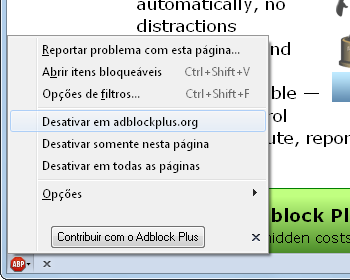 automatically, no
distractions
Reportar problema com esta página...
nd
Abrir itens bloqueáveis Ctrl+Shift+V
Opções de filtros... Ctrl+Shift+F
ble —
Desativar em adblockplus.org
rol
Desativar somente nesta página
ute, repor
Desativar em todas as páginas
Opções
dblock Pl
Contribuir com o Adblock Plus
hidden costs
ABP